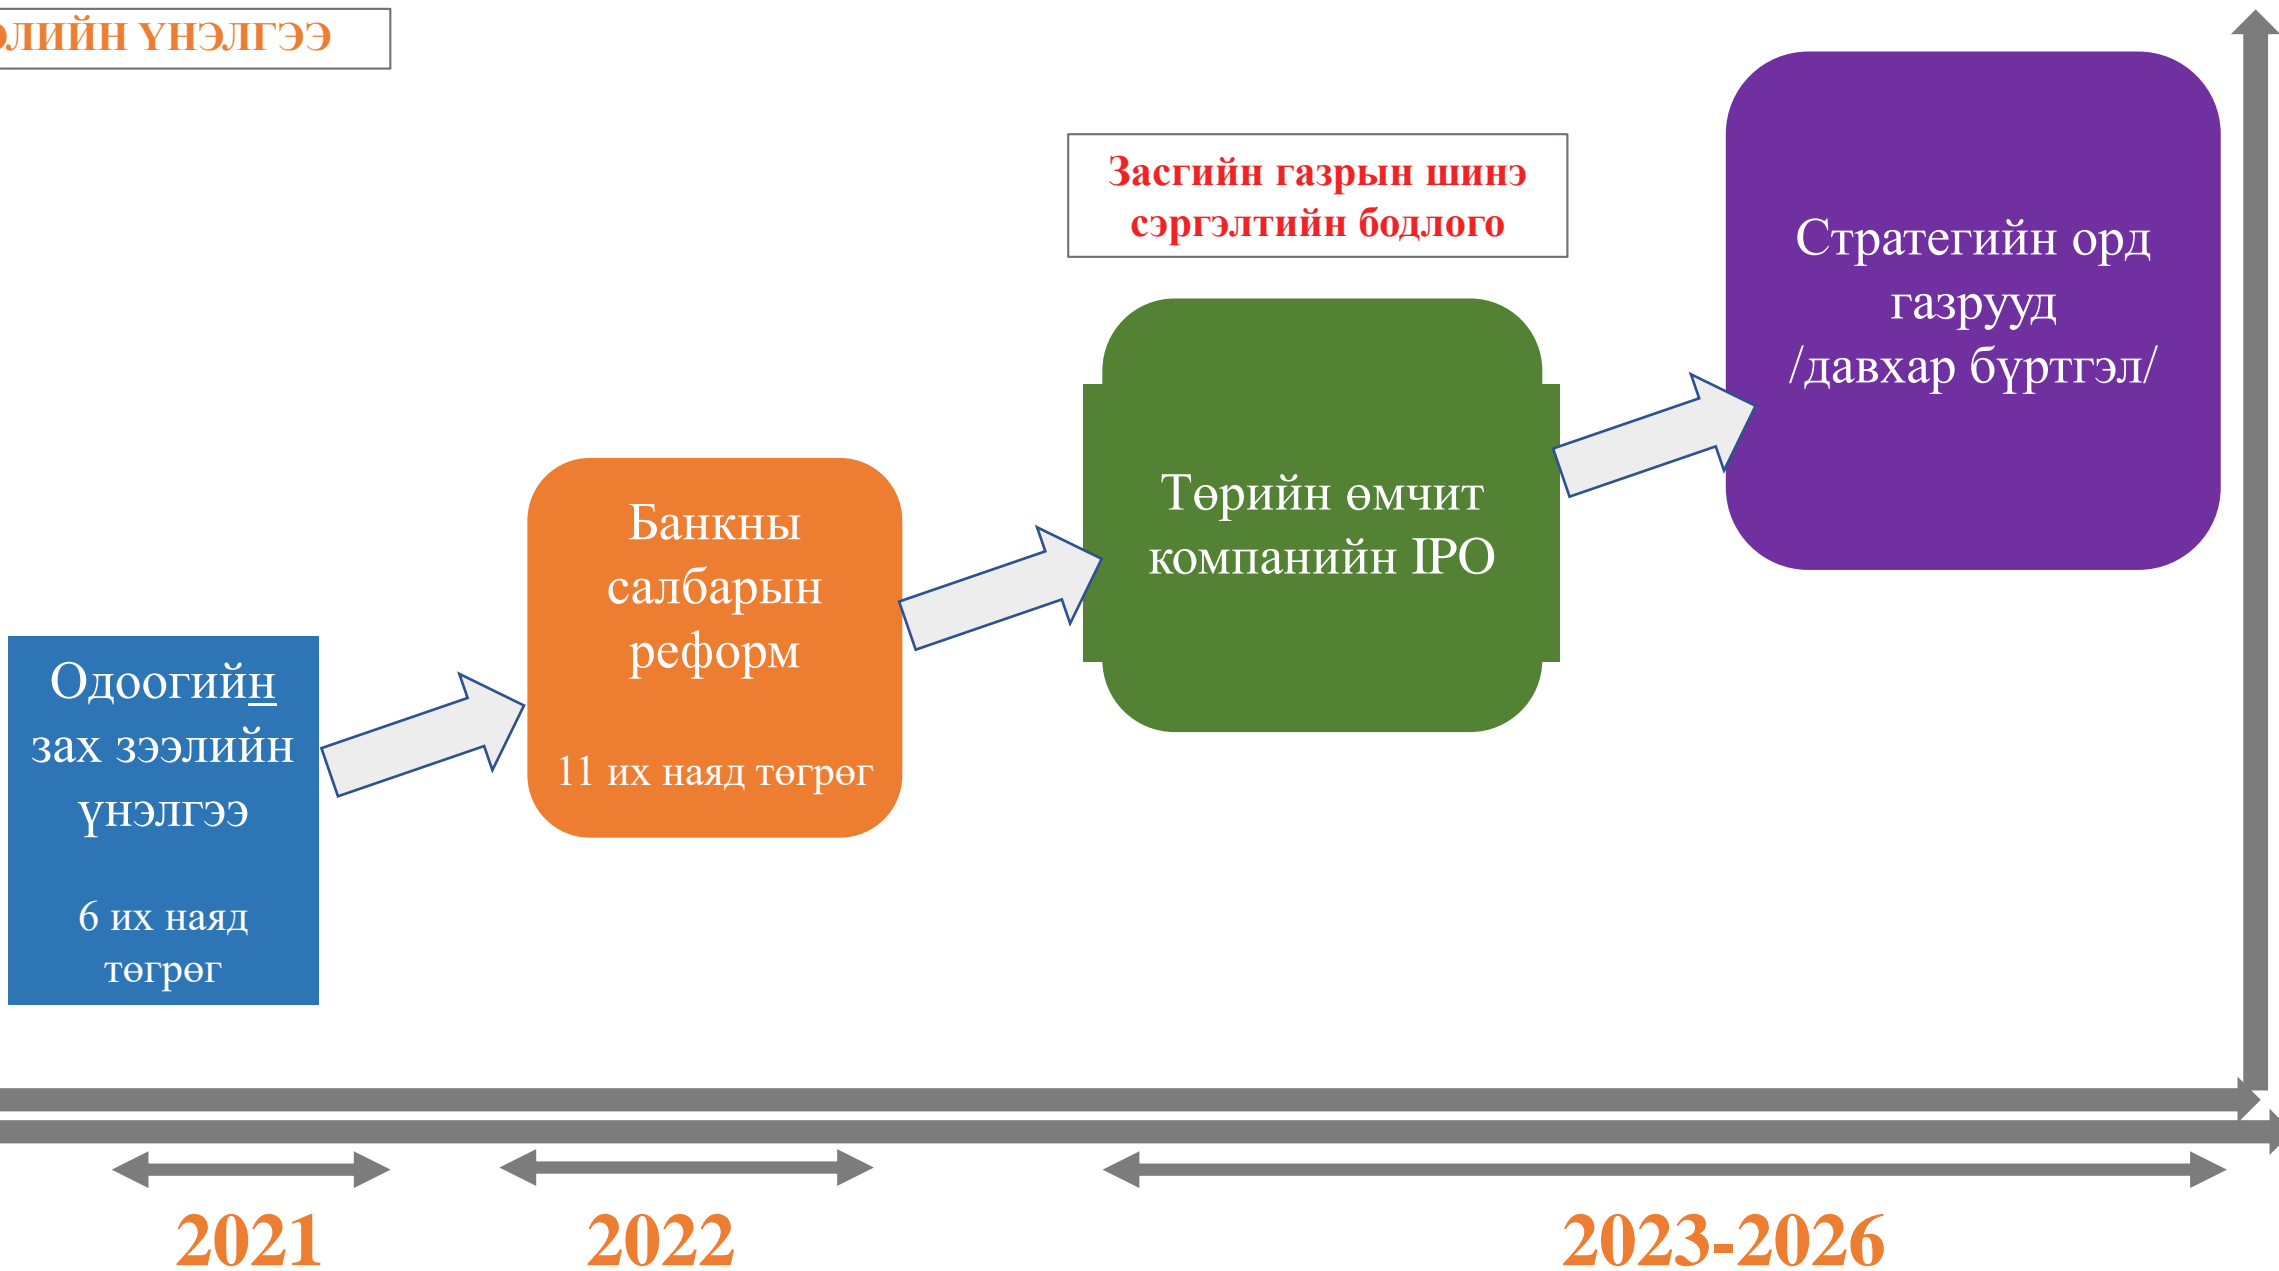 ҮНЭЛГЭЭ
Засгийн газрын шинэ
сэргэлтийн бодлого
Стратегийн орд
газрууд
/давхар бүртгэл/
Төрийн өмчит
компанийн IPO
Банкны
салбарын
реформ
11 их наяд төгрөг
Одоогийн
зах зээлийн
үнэлгээ
6 их наяд
төгрөг
2021
2022
2023-2026